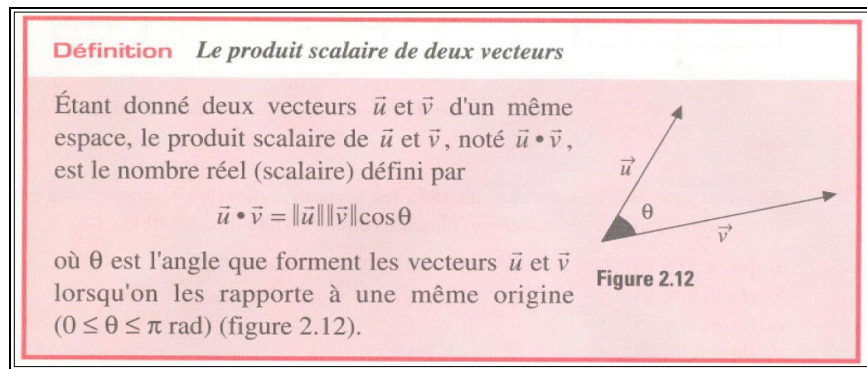 Définition Le produit scalaire de deux vecteurs
Étant donné deux vecteurs u⃗ et v⃗ d'un même
espace, le produit scalaire de u⃗ et v⃗, noté u⃗ • v⃗,
est le nombre réel (scalaire) défini par
u⃗ • v⃗ = ‖u⃗‖‖v⃗‖cosθ
où θ est l'angle que forment les vecteurs u⃗ et v⃗
lorsqu'on les rapporte à une même origine
(0 ≤ θ ≤ π rad) (figure 2.12).
u⃗
θ
v⃗
Figure 2.12